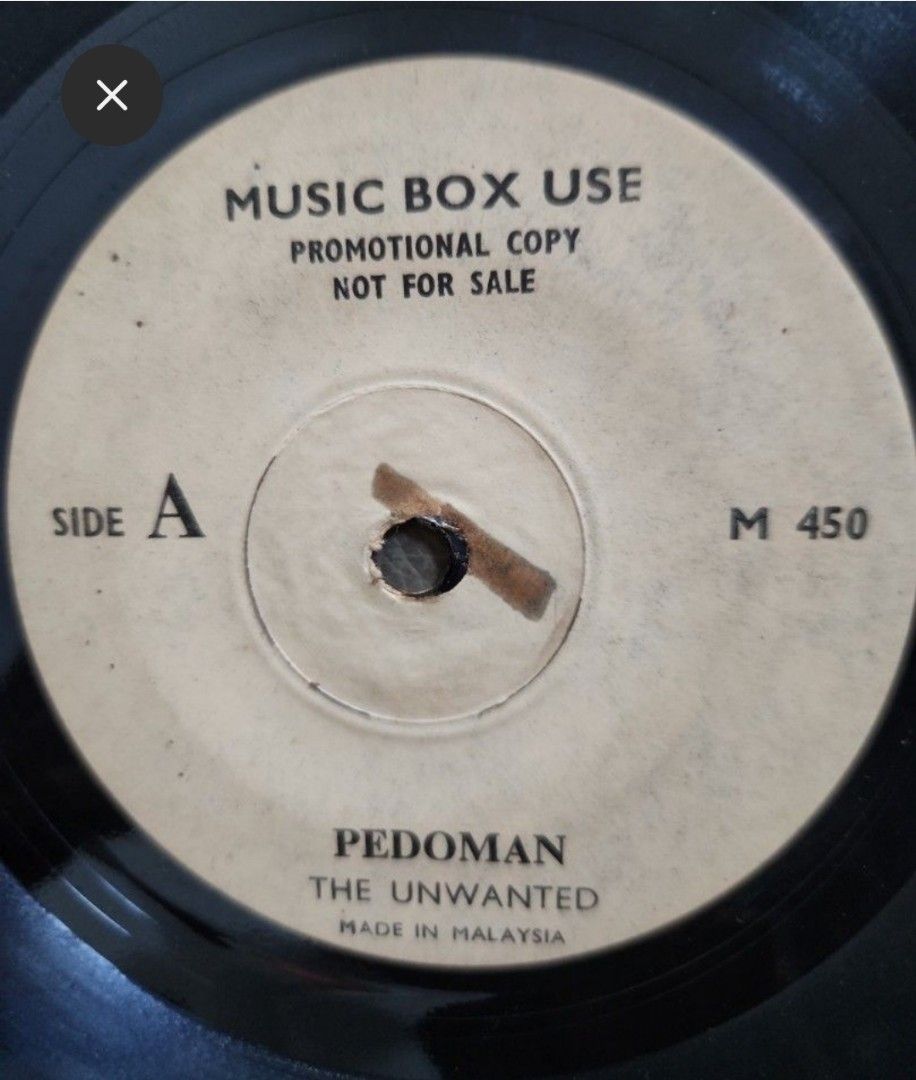 MUSIC BOX USE
PROMOTIONAL COPY
NOT FOR SALE
SIDE A
M 450
PEDOMAN
THE UNWANTED
MADE IN MALAYSIA